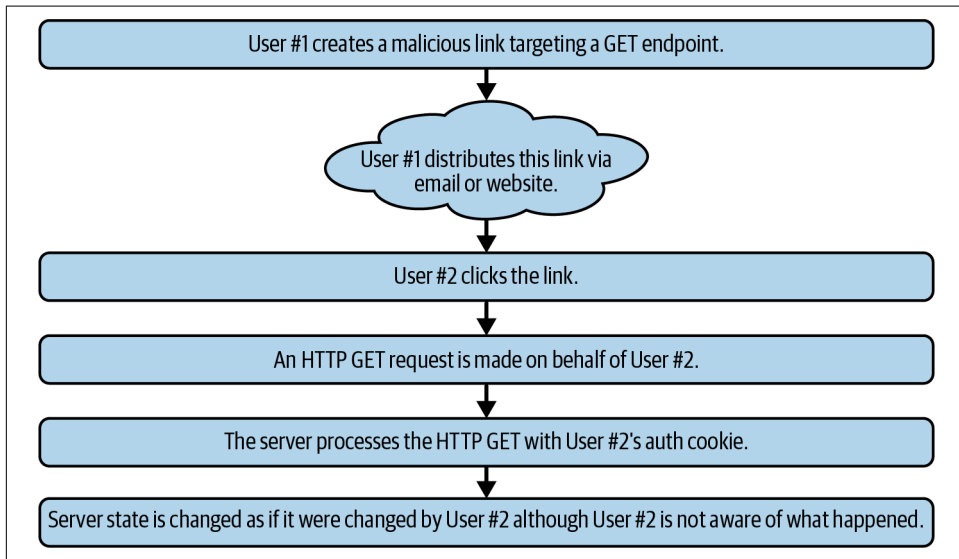 User #1 creates a malicious link targeting a GET endpoint.
User #1 distributes this link via
email or website.
User #2 clicks the link.
An HTTP GET request is made on behalf of User #2.
The server processes the HTTP GET with User #2's auth cookie.
Server state is changed as if it were changed by User #2 although User #2 is not aware of what happened.